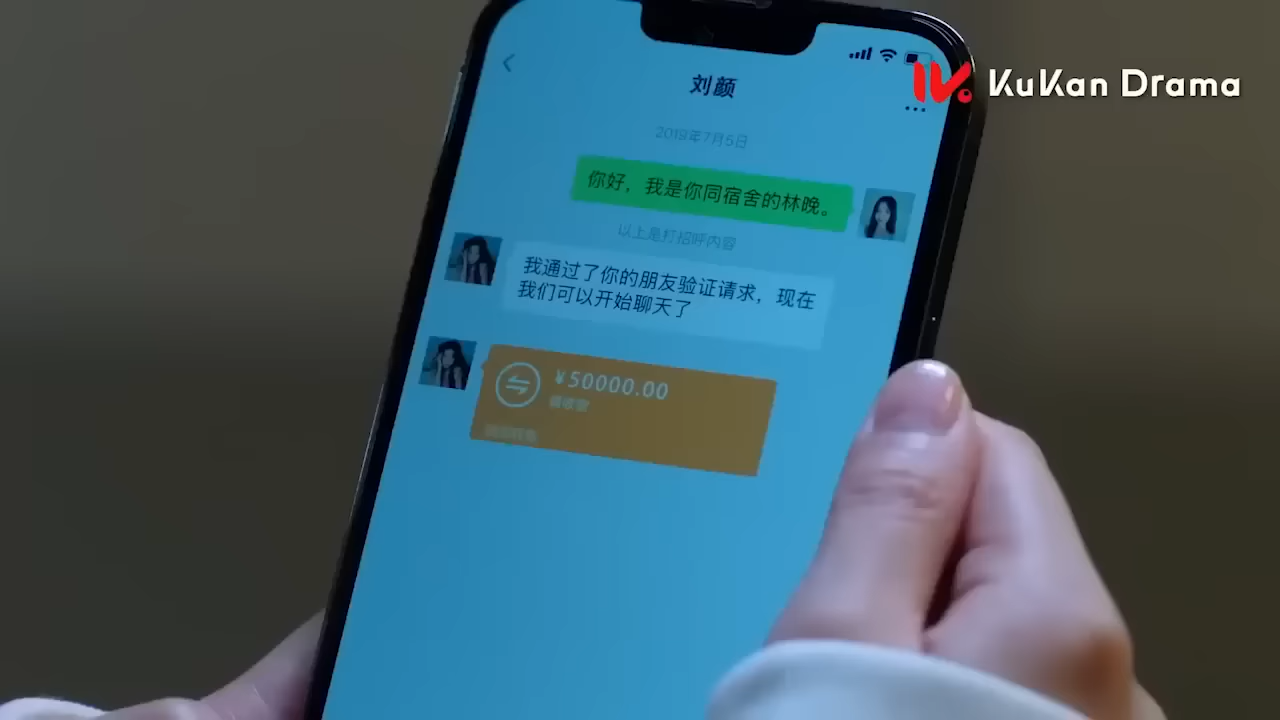 KuKan Drama
刘颜
2019年7月5日
你好，我是你同宿舍的林晚。
以上是打招呼内容
我通过了你的朋友验证请求，现在
我们可以开始聊天了
¥50000.00
请收款